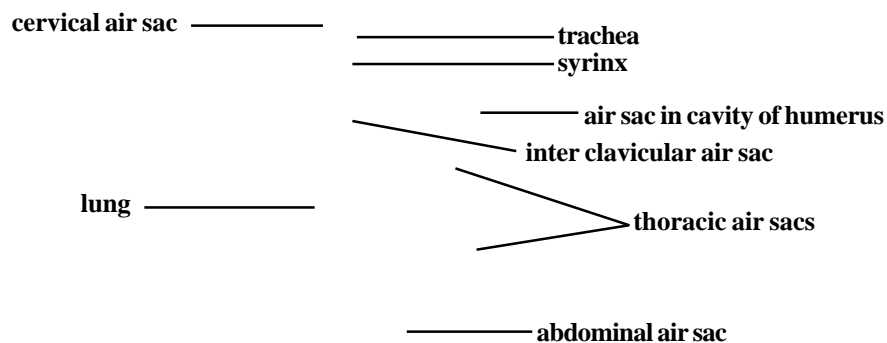 cervical air sac
trachea
syrinx
air sac in cavity of humerus
inter clavicular air sac
lung
thoracic air sacs
abdominal air sac